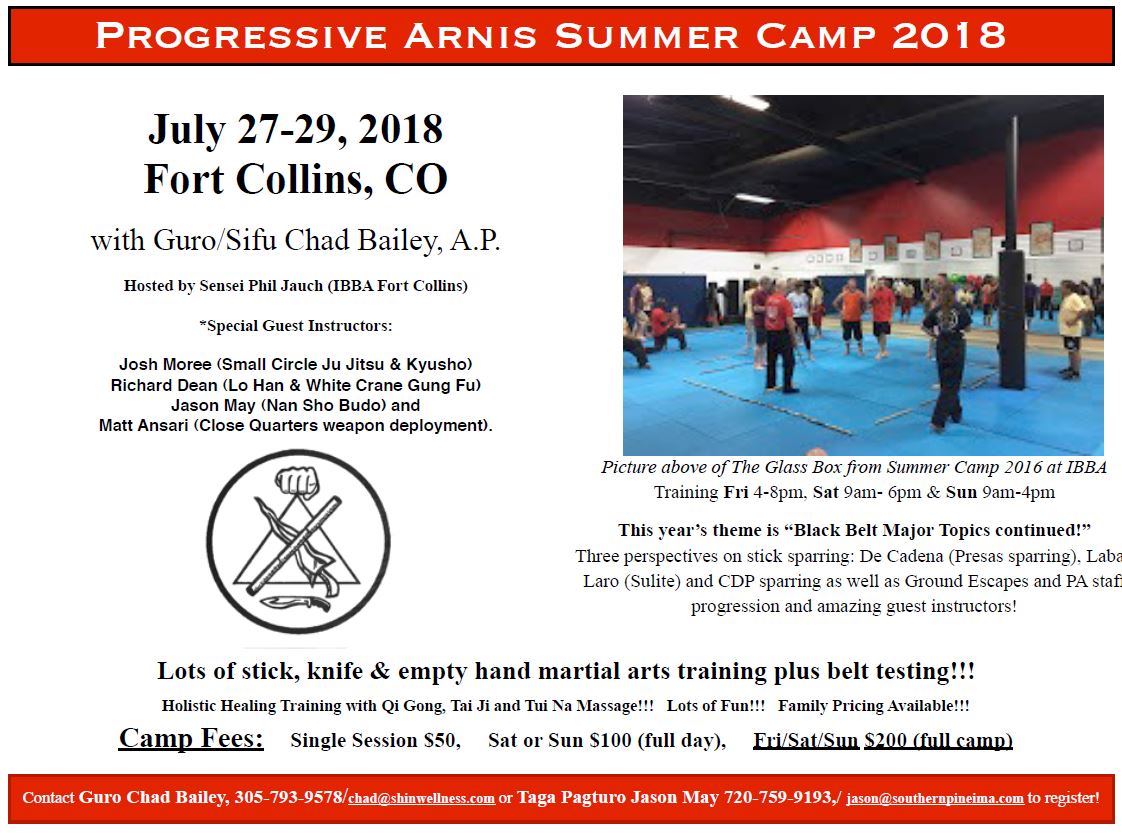 PROGRESSIVE ARNIS SUMMER CAMP 2018
July 27-29, 2018
Fort Collins, CO
with Guro/Sifu Chad Bailey, A.P.
Hosted by Sensei Phil Jauch (IBBA Fort Collins)
*Special Guest Instructors:
Josh Moree (Small Circle Ju Jitsu & Kyusho)
Richard Dean (Lo Han & White Crane Gung Fu)
Jason May (Nan Sho Budo) and
Matt Ansari (Close Quarters weapon deployment).
Picture above of The Glass Box from Summer Camp 2016 at IBBA
Training Fri 4-8pm, Sat 9am- 6pm & Sun 9am-4pm
This year's theme is “Black Belt Major Topics continued!”
Three perspectives on stick sparring: De Cadena (Presas sparring), Laba
Laro (Sulite) and CDP sparring as well as Ground Escapes and PA staf
progression and amazing guest instructors!
Lots of stick, knife & empty hand martial arts training plus belt testing!!!
Holistic Healing Training with Qi Gong, Tai Ji and Tui Na Massage!!! Lots of Fun!!! Family Pricing Available!!!
Camp Fees: Single Session $50, Sat or Sun $100 (full day), Fri/Sat/Sun $200 (full camp)
Contact Guro Chad Bailey, 305-793-9578/chad@shinwellness.com or Taga Pagturo Jason May 720-759-9193,/ jason@southernpineima.com to register!